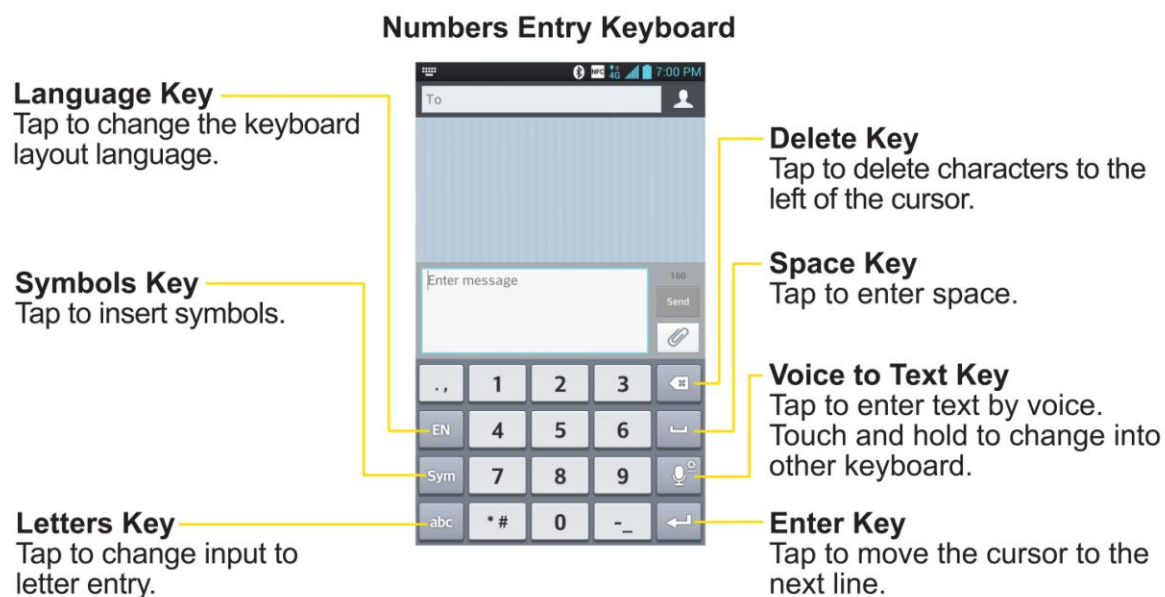 Numbers Entry Keyboard
Language Key
Tap to change the keyboard
layout language.
Symbols Key
Tap to insert symbols.
Letters Key
Tap to change input to
letter entry.
NFC 4G 7:00 PM
To
Enter message
160
Send
., 1 2 3
EN 4 5 6
Sym 7 8 9
abc * # 0 -_
Delete Key
Tap to delete characters to the
left of the cursor.
Space Key
Tap to enter space.
Voice to Text Key
Tap to enter text by voice.
Touch and hold to change into
other keyboard.
Enter Key
Tap to move the cursor to the
next line.